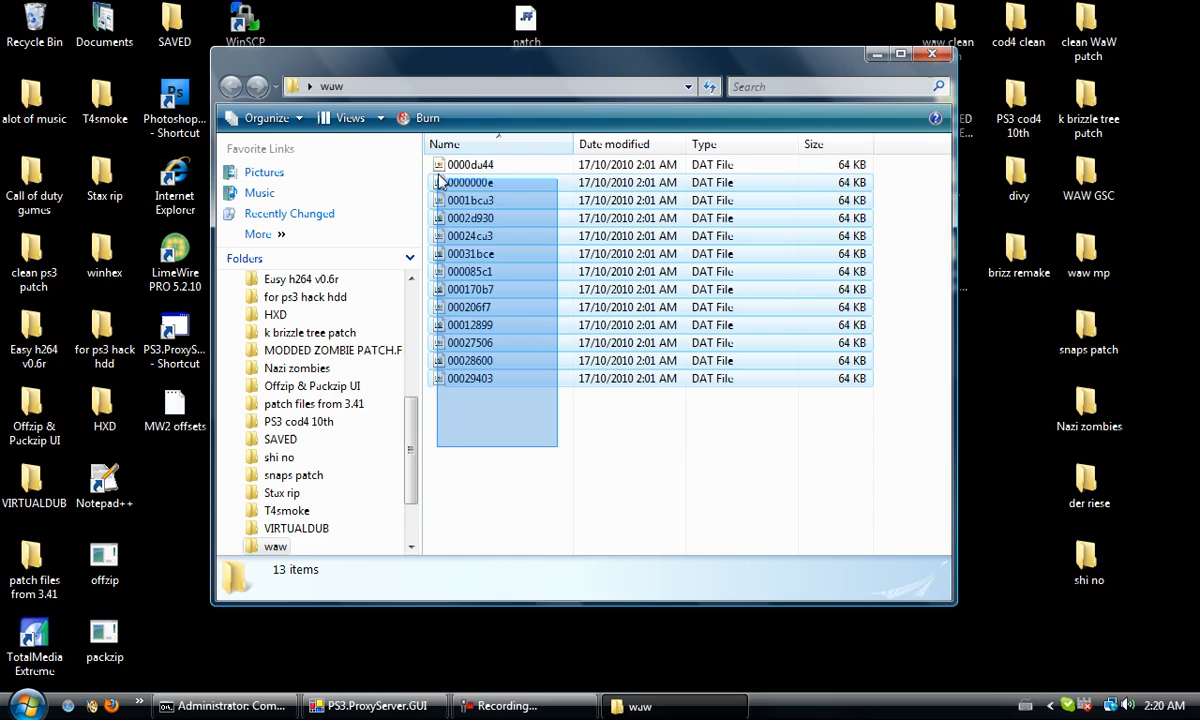 Recycle Bin
Documents
SAVED
WinSCP
.FF
patch
waw clean
cod4 clean
clean WaW patch
alot of music
T4smoke
Photoshop... - Shortcut
PS3 cod4 10th
k brizzle tree patch
Call of duty games
Stax rip
Internet Explorer
divy
WAW GSC
clean ps3 patch
winhex
LimeWire PRO 5.2.10
brizz remake
waw mp
Easy h264 v0.6r
for ps3 hack hdd
PS3.ProxyS... - Shortcut
snaps patch
Offzip & Puckzip UI
HXD
MW2 offsets
Nazi zombies
VIRTUALDUB
Notepad++
der riese
patch files from 3.41
offzip
shi no
TotalMedia Extreme
packzip
waw
Search
Organize
Views
Burn
Favorite Links
Pictures
Music
Recently Changed
More »
Folders
Easy h264 v0.6r
for ps3 hack hdd
HXD
k brizzle tree patch
MODDED ZOMBIE PATCH.F
Nazi zombies
Offzip & Puckzip UI
patch files from 3.41
PS3 cod4 10th
SAVED
shi no
snaps patch
Stax rip
T4smoke
VIRTUALDUB
waw
Name Date modified Type Size
0000da44 17/10/2010 2:01 AM DAT File 64 KB
0000000e 17/10/2010 2:01 AM DAT File 64 KB
0001bca3 17/10/2010 2:01 AM DAT File 64 KB
0002d930 17/10/2010 2:01 AM DAT File 64 KB
00024ca3 17/10/2010 2:01 AM DAT File 64 KB
00031bce 17/10/2010 2:01 AM DAT File 64 KB
000085c1 17/10/2010 2:01 AM DAT File 64 KB
000170b7 17/10/2010 2:01 AM DAT File 64 KB
000206f7 17/10/2010 2:01 AM DAT File 64 KB
00012899 17/10/2010 2:01 AM DAT File 64 KB
00027506 17/10/2010 2:01 AM DAT File 64 KB
00028600 17/10/2010 2:01 AM DAT File 64 KB
00029403 17/10/2010 2:01 AM DAT File 64 KB
13 items
Administrator: Com...
PS3.ProxyServer.GUI
Recording...
waw
2:20 AM